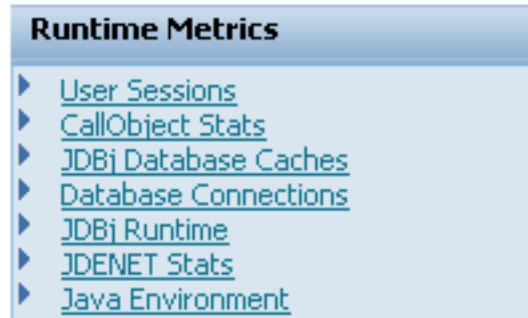 Runtime Metrics
User Sessions
CallObject Stats
JDBj Database Caches
Database Connections
JDBj Runtime
JDENET Stats
Java Environment